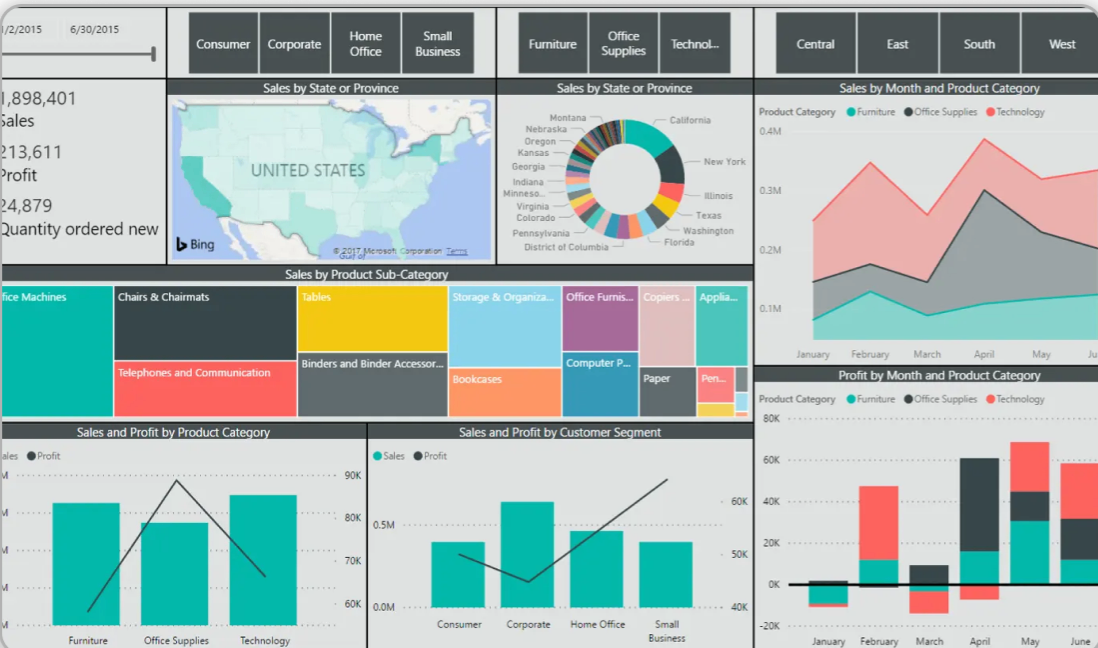 1/2/2015 6/30/2015
1,898,401
Sales
213,611
Profit
24,879
Quantity ordered new
Consumer
Corporate
Home
Office
Small
Business
Furniture
Office
Supplies
Technol...
Central
East
South
West
Sales by State or Province
UNITED STATES
Bing
© 2017 Microsoft Corporation Terms
Gulf of
Sales by State or Province
Montana
Nebraska
Oregon
Kansas
Georgia
Indiana
Minneso...
Virginia
Colorado
Pennsylvania
District of Columbia
California
New York
Illinois
Texas
Washington
Florida
Sales by Month and Product Category
Product Category Furniture Office Supplies Technology
0.4M
0.3M
0.2M
0.1M
January February March April May Ju
Sales by Product Sub-Category
fice Machines
Chairs & Chairmats
Telephones and Communication
Tables
Binders and Binder Accessor...
Storage & Organiza...
Bookcases
Office Furnis...
Computer P...
Copiers ...
Paper
Applia...
Pen...
Profit by Month and Product Category
Product Category Furniture Office Supplies Technology
80K
60K
40K
20K
0K
-20K
January February March April May June
Sales and Profit by Product Category
ales Profit
M
M
M
M
M
90K
80K
70K
60K
Furniture Office Supplies Technology
Sales and Profit by Customer Segment
Sales Profit
0.5M
0.0M
60K
50K
40K
Consumer Corporate Home Office Small
Business